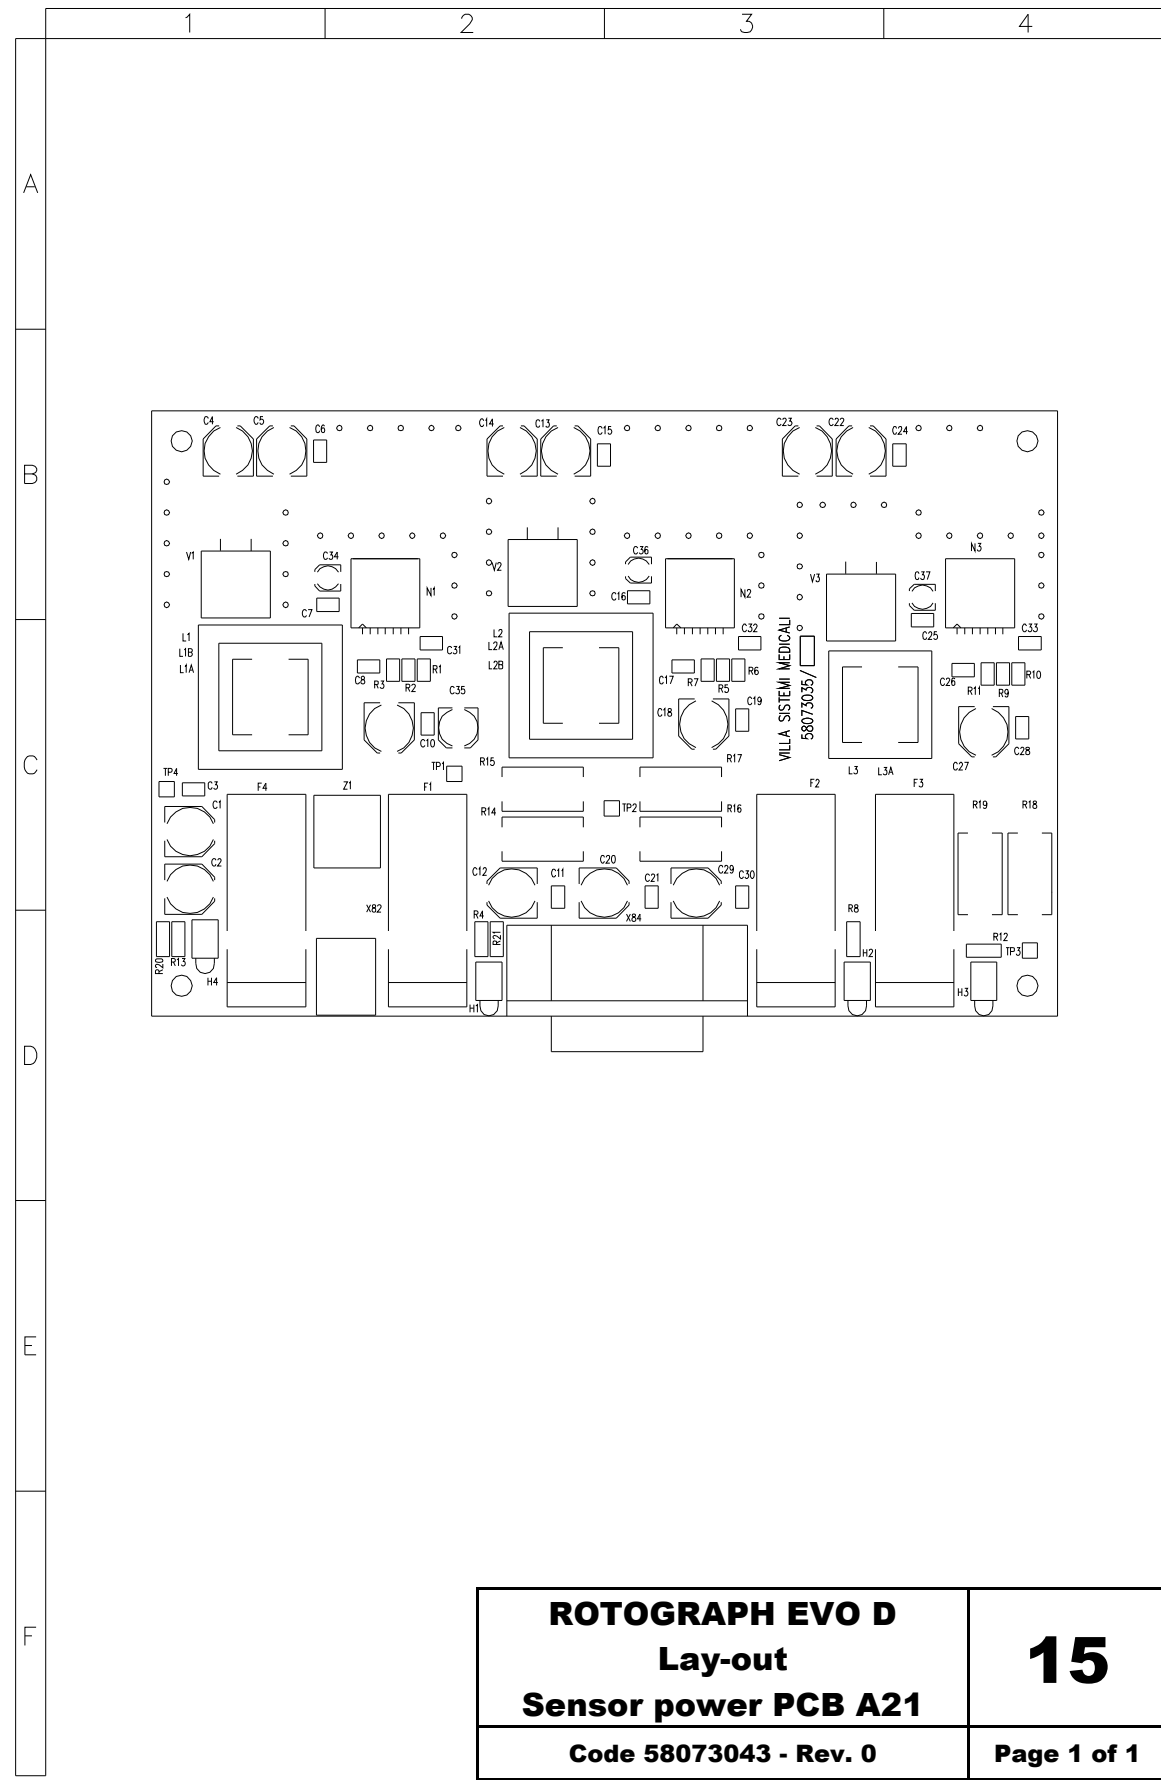 1 2 3 4
A
B
C
D
E
F
C4 C5 C6 C14 C13 C15 C23 C22 C24
V1 C34 N1 V2 C36 N2 V3 C37 N3
C7 C16 C25
L1 C31 L2 C32 C33
L1B L2A
L1A C8 R3 R2 R1 L2B C17 R7 R5 R6 C26 R11 R9 R10
VILLA SISTEMI MEDICALI
58073035/
C35 C10 C18 C19 C27 C28
TP4 C3 TP1 R15 R17 L3 L3A
C1 F4 Z1 F1 R14 TP2 R16 F2 F3 R19 R18
C2 C12 C11 C20 C21 C29 C30
X82 R4 R21 X84 R8 R12
R20 R13 H4 H1 H2 H3 TP3
ROTOGRAPH EVO D
Lay-out
Sensor power PCB A21
15
Code 58073043 - Rev. 0
Page 1 of 1